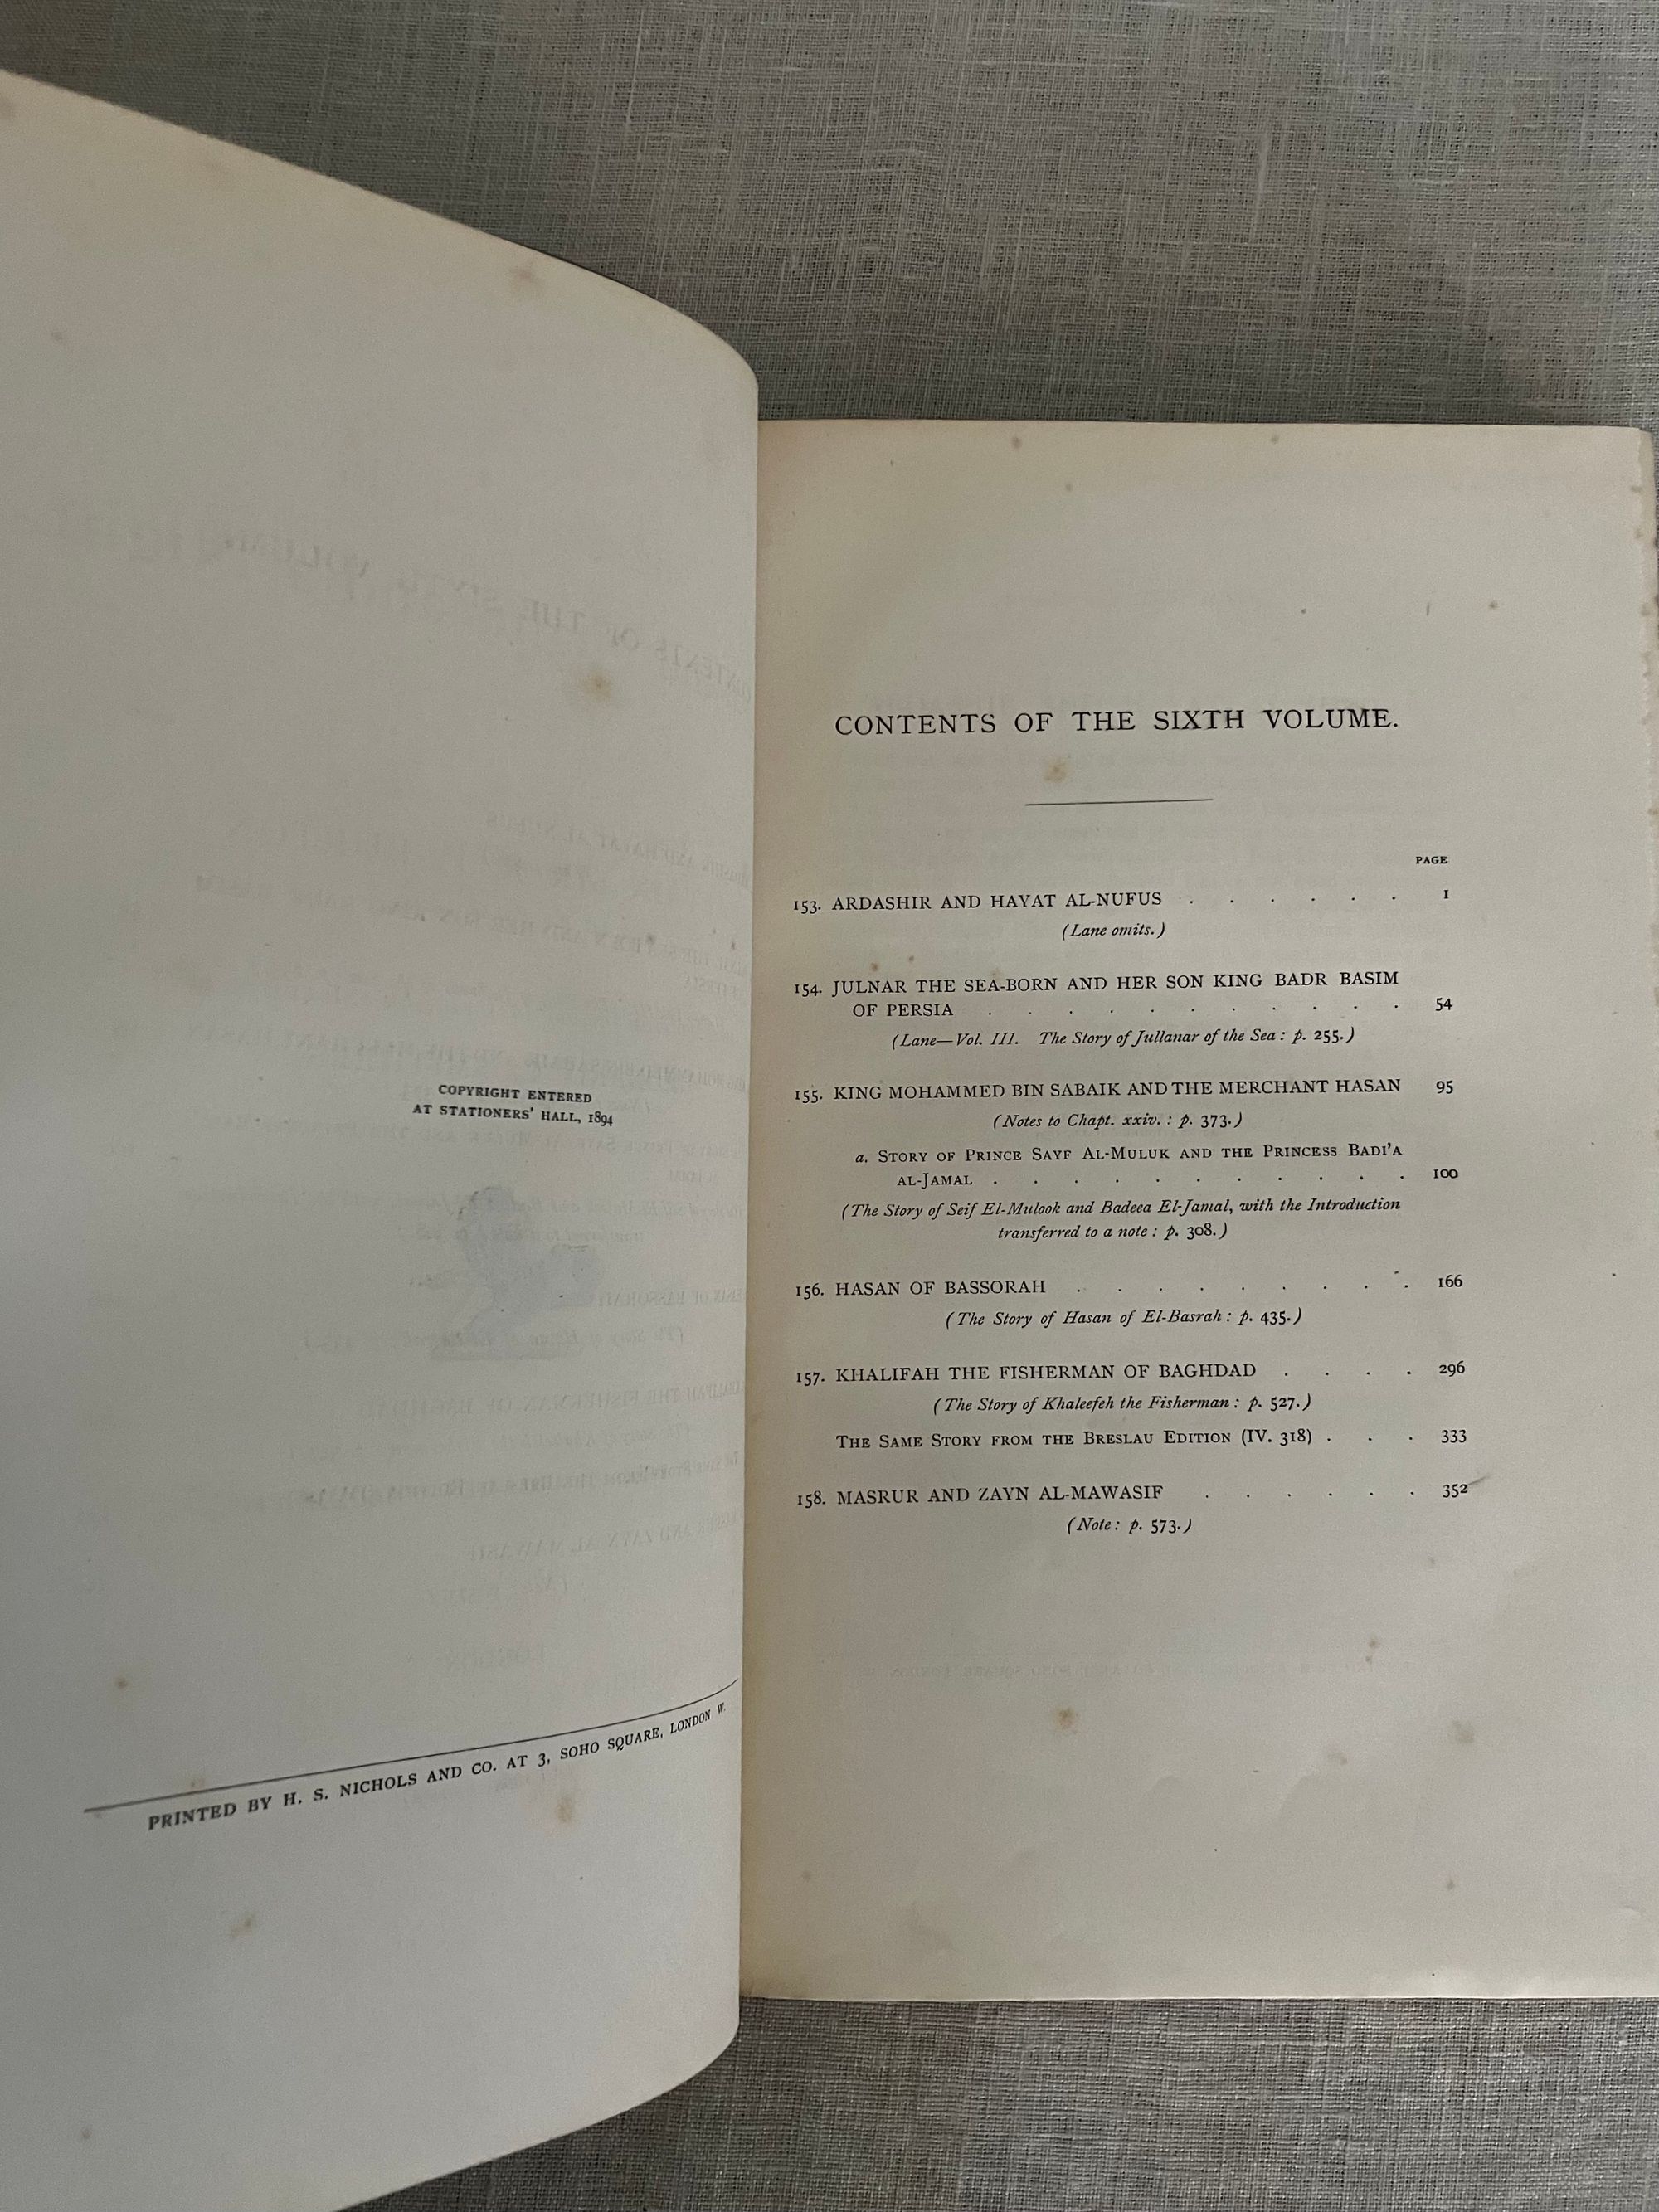 COPYRIGHT ENTERED
AT STATIONERS' HALL, 1894
PRINTED BY H. S. NICHOLS AND CO. AT 3, SOHO SQUARE, LONDON W.
CONTENTS OF THE SIXTH VOLUME.
PAGE
153. ARDASHIR AND HAYAT AL-NUFUS . . . . . . 1
(Lane omits.)
154. JULNAR THE SEA-BORN AND HER SON KING BADR BASIM
OF PERSIA . . . . . . . . . . . 54
(Lane—Vol. III. The Story of Jullanar of the Sea: p. 255.)
155. KING MOHAMMED BIN SABAIK AND THE MERCHANT HASAN 95
(Notes to Chapt. xxiv.: p. 373.)
a. STORY OF PRINCE SAYF AL-MULUK AND THE PRINCESS BADI'A
AL-JAMAL . . . . . . . . . . . 100
(The Story of Seif El-Mulook and Badeea El-Jamal, with the Introduction
transferred to a note: p. 308.)
156. HASAN OF BASSORAH . . . . . . . . . 166
(The Story of Hasan of El-Basrah: p. 435.)
157. KHALIFAH THE FISHERMAN OF BAGHDAD . . . . 296
(The Story of Khaleefeh the Fisherman: p. 527.)
THE SAME STORY FROM THE BRESLAU EDITION (IV. 318) . . . 333
158. MASRUR AND ZAYN AL-MAWASIF . . . . . . 352
(Note: p. 573.)